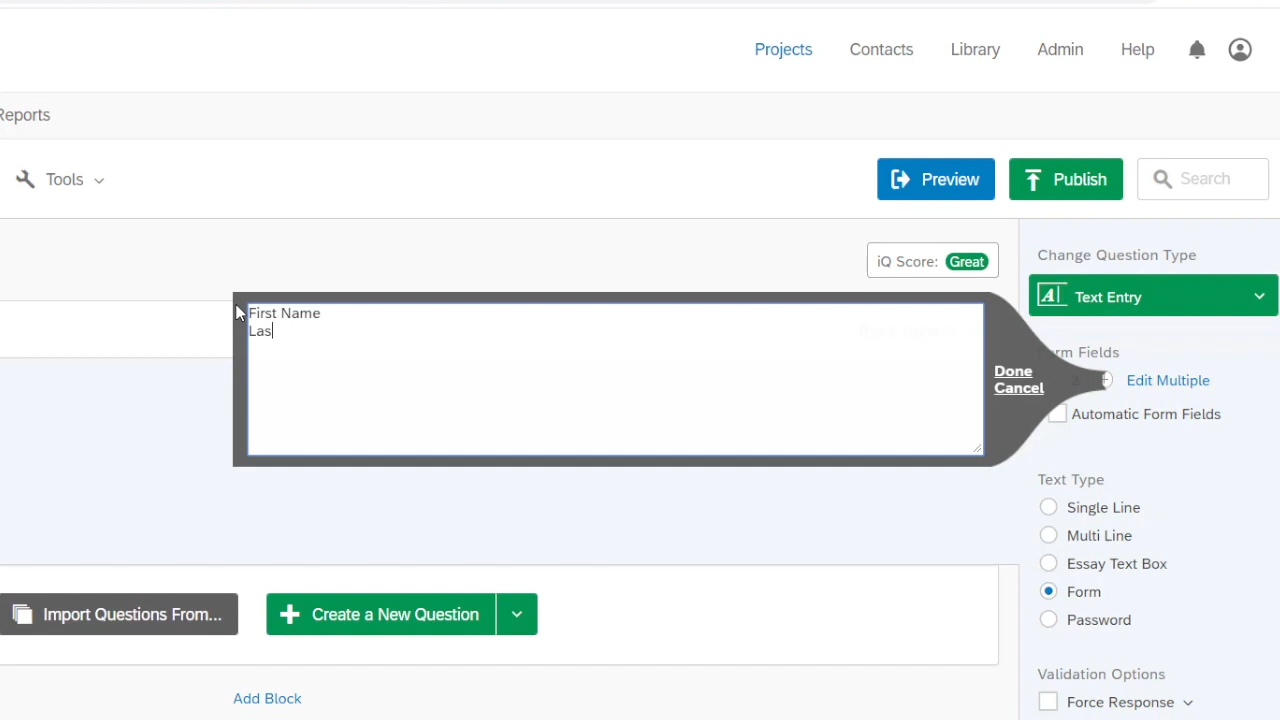 Projects
Contacts
Library
Admin
Help
Reports
Tools
Preview
Publish
Search
iQ Score: Great
Change Question Type
Text Entry
First Name
Las
Done
Cancel
rm Fields
Edit Multiple
Automatic Form Fields
Text Type
Single Line
Multi Line
Essay Text Box
Form
Password
Import Questions From...
Create a New Question
Validation Options
Force Response
Add Block